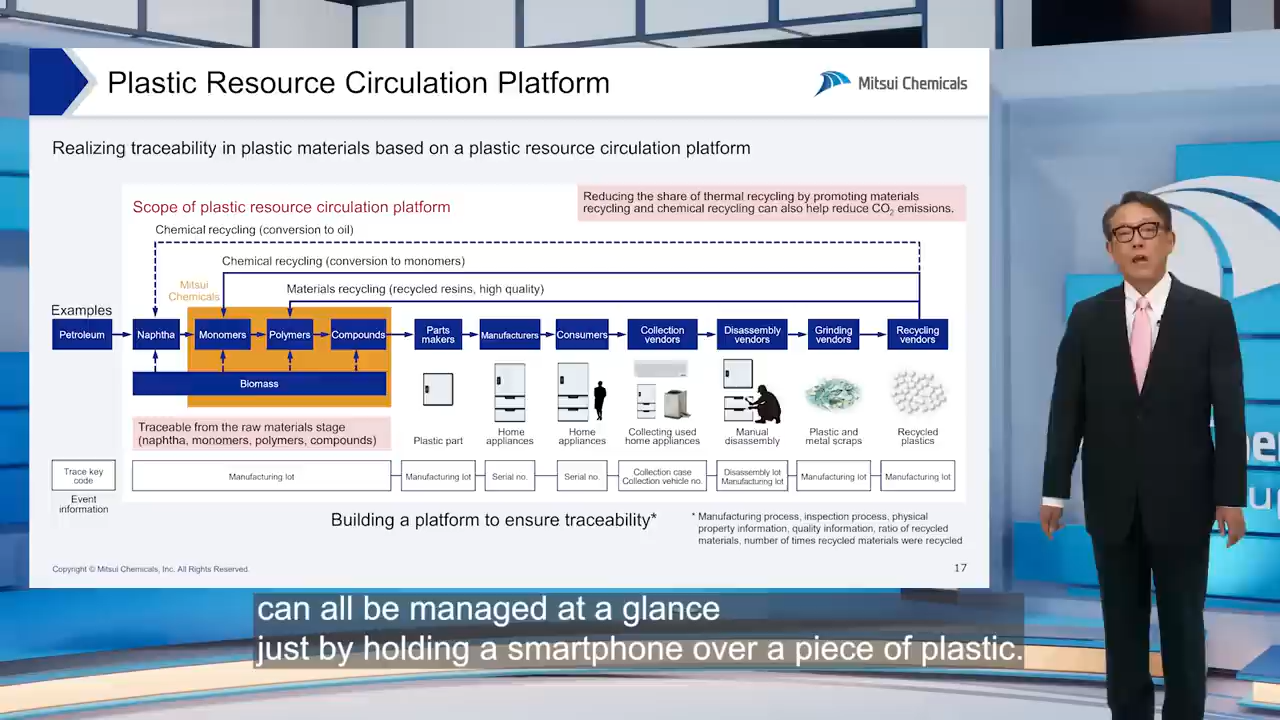 Plastic Resource Circulation Platform
Mitsui Chemicals
Realizing traceability in plastic materials based on a plastic resource circulation platform
Scope of plastic resource circulation platform
Reducing the share of thermal recycling by promoting materials
recycling and chemical recycling can also help reduce CO2 emissions.
Chemical recycling (conversion to oil)
Chemical recycling (conversion to monomers)
Mitsui
Chemicals
Materials recycling (recycled resins, high quality)
Examples
Petroleum
Naphtha
Monomers
Polymers
Compounds
Parts
makers
Manufacturers
Consumers
Collection
vendors
Disassembly
vendors
Grinding
vendors
Recycling
vendors
Biomass
Traceable from the raw materials stage
(naphtha, monomers, polymers, compounds)
Plastic part
Home
appliances
Home
appliances
Collecting used
home appliances
Manual
disassembly
Plastic and
metal scraps
Recycled
plastics
Trace key
code
Manufacturing lot
Manufacturing lot
Serial no.
Serial no.
Collection case
Collection vehicle no.
Disassembly lot
Manufacturing lot
Manufacturing lot
Manufacturing lot
Event
information
Building a platform to ensure traceability*
* Manufacturing process, inspection process, physical
property information, quality information, ratio of recycled
materials, number of times recycled materials were recycled
Copyright © Mitsui Chemicals, Inc. All Rights Reserved.
17
can all be managed at a glance
just by holding a smartphone over a piece of plastic.